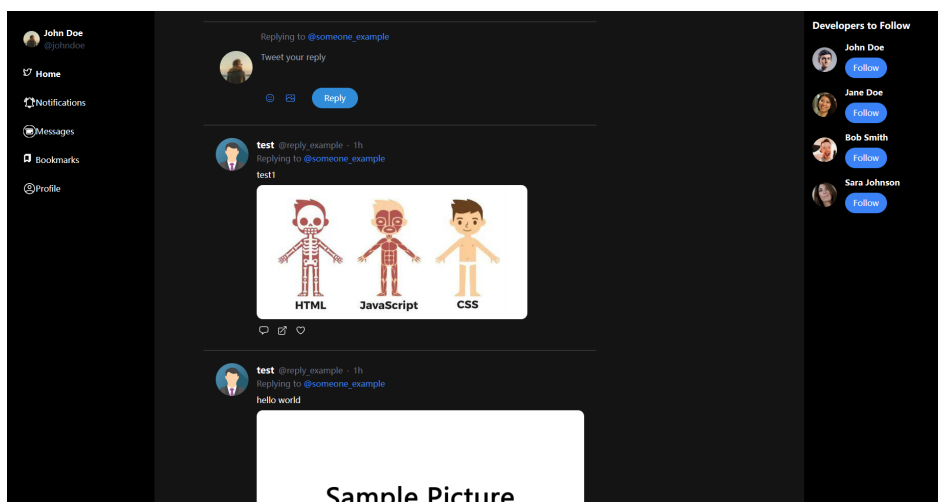 John Doe
@johndoe
Home
Notifications
Messages
Bookmarks
Profile
Replying to @someone_example
Tweet your reply
Reply
test @reply_example · 1h
Replying to @someone_example
test1
HTML JavaScript CSS
test @reply_example · 1h
Replying to @someone_example
hello world
Sample Picture
Developers to Follow
John Doe
Follow
Jane Doe
Follow
Bob Smith
Follow
Sara Johnson
Follow